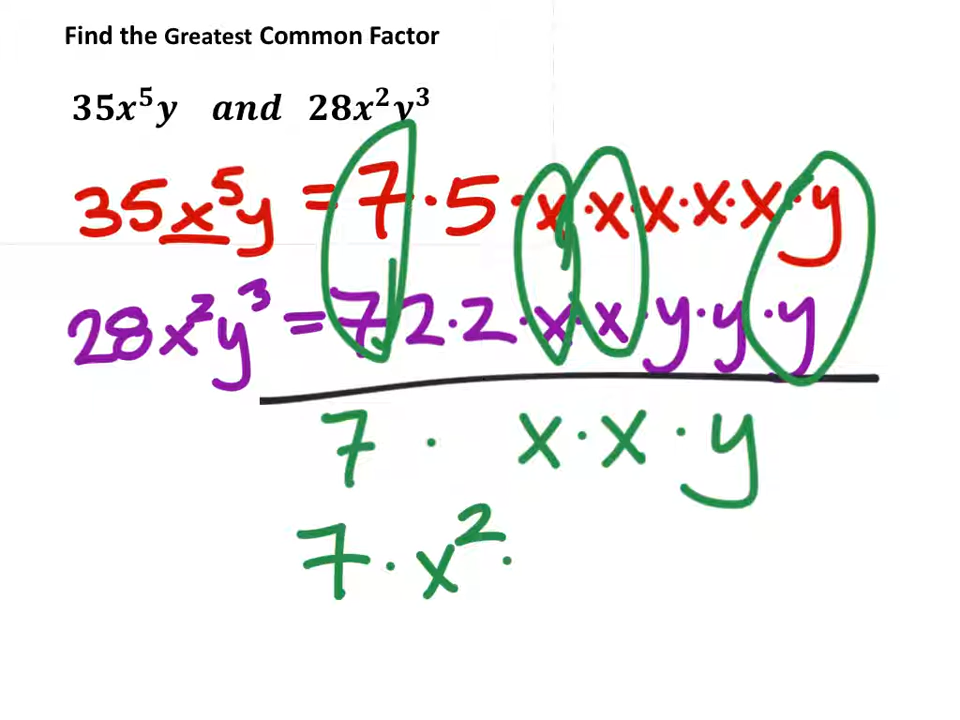 Find the Greatest Common Factor
35x⁵y and 28x²y³
35x⁵y = 7·5·x·x·x·x·x·y
28x²y³ = 7·2·2·x·x·y·y·y
7 · x·x·y
7·x²·